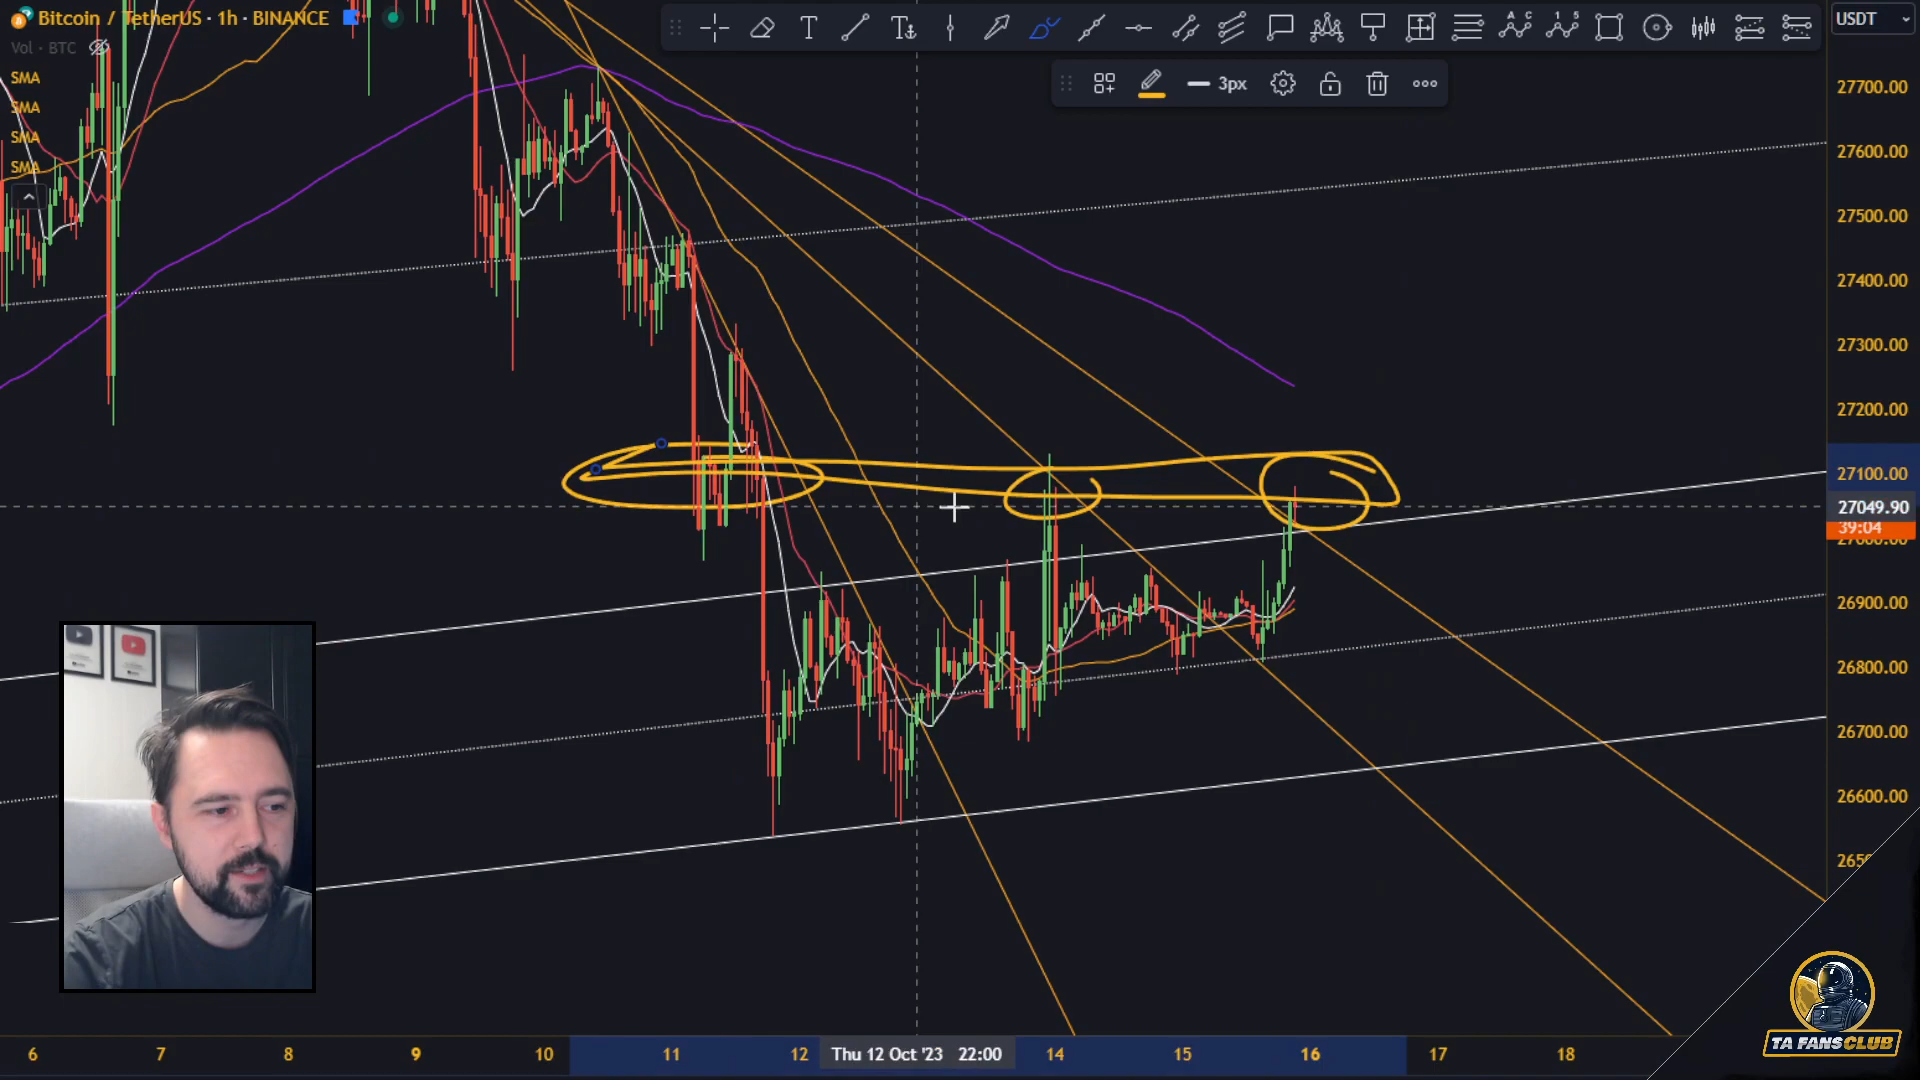 Bitcoin / TetherUS · 1h · BINANCE
USDT
Vol · BTC
SMA
SMA
SMA
SMA
3px
27700.00
27600.00
27500.00
27400.00
27300.00
27200.00
27100.00
27049.90
39:04
27000.00
26900.00
26800.00
26700.00
26600.00
6 7 8 9 10 11 12 Thu 12 Oct '23 22:00 14 15 16 17 18
TA FANSCLUB